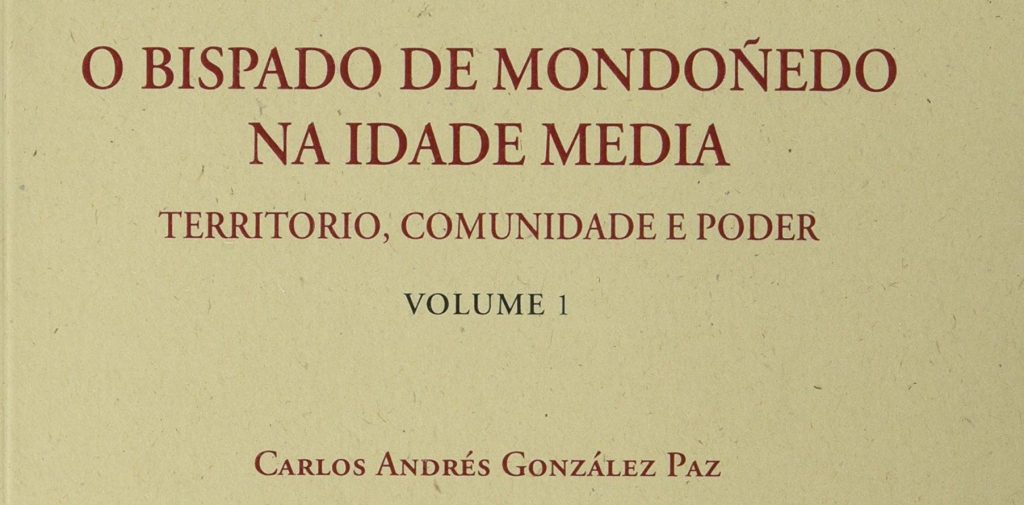 O BISPADO DE MONDOÑEDO
NA IDADE MEDIA
TERRITORIO, COMUNIDADE E PODER
VOLUME 1
CARLOS ANDRÉS GONZÁLEZ PAZ